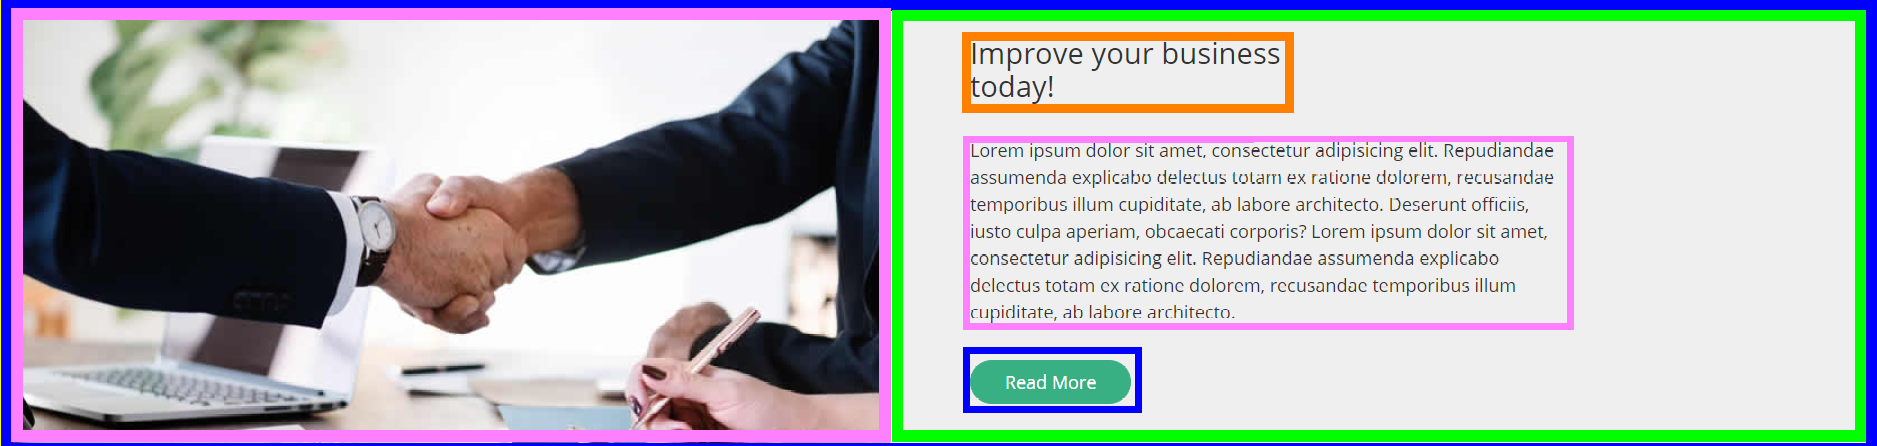 Improve your business
today!
Lorem ipsum dolor sit amet, consectetur adipisicing elit. Repudiandae
assumenda explicabo delectus totam ex ratione dolorem, recusandae
temporibus illum cupiditate, ab labore architecto. Deserunt officiis,
iusto culpa aperiam, obcaecati corporis? Lorem ipsum dolor sit amet,
consectetur adipisicing elit. Repudiandae assumenda explicabo
delectus totam ex ratione dolorem, recusandae temporibus illum
cupiditate, ab labore architecto.
Read More